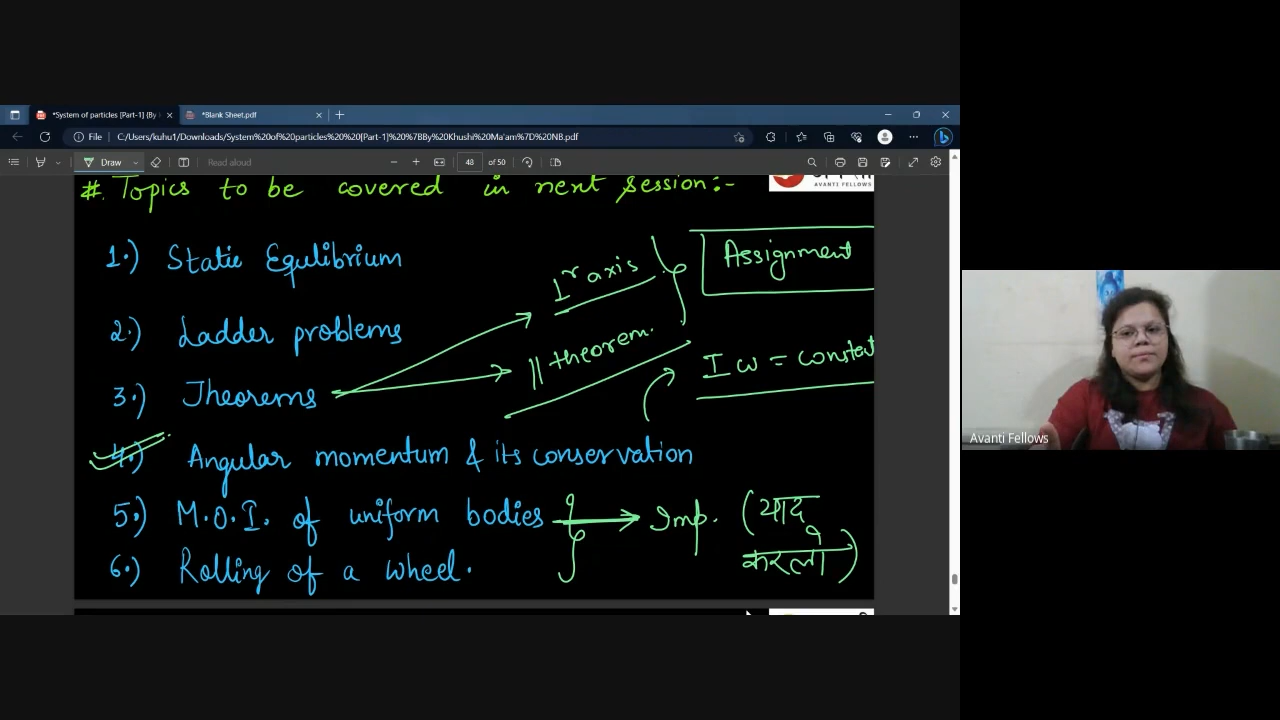 *System of particles [Part-1] (By
*Blank Sheet.pdf
File
C:/Users/kuhu1/Downloads/System%20of%20particles%20%20[Part-1]%20%7BBy%20Khushi%20Ma'am%7D%20NB.pdf
Draw
Read aloud
48 of 50
#. Topics to be covered in next session:-
AVANTI FELLOWS
1.) Static Equlibrium
Ir axis
Assignment
2.) Ladder problems
|| theorem.
I ω = constant
3.) Theorems
4.) Angular momentum & its conservation
5.) M.O.I. of uniform bodies
Imp. (याद
करलो)
6.) Rolling of a wheel.
Avanti Fellows